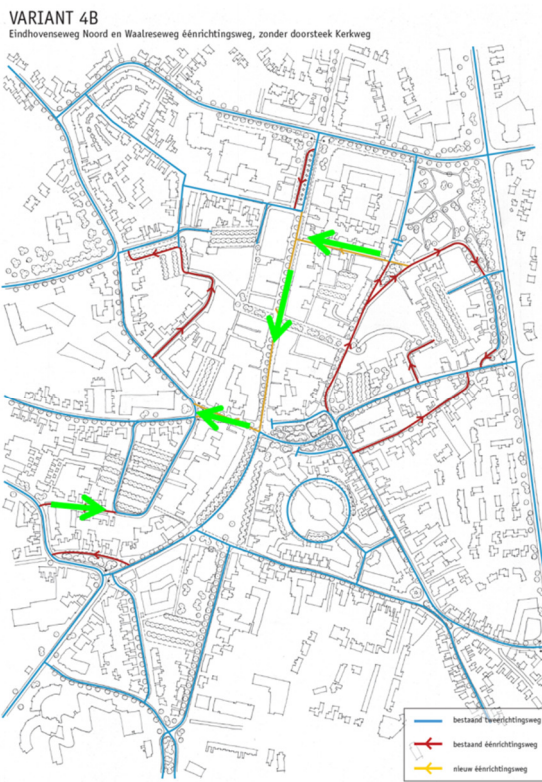 VARIANT 4B
Eindhovenseweg Noord en Waalreseweg éénrichtingsweg, zonder doorsteek Kerkweg
bestaand tweerichtingsweg
bestaand éénrichtingsweg
nieuw éénrichtingsweg